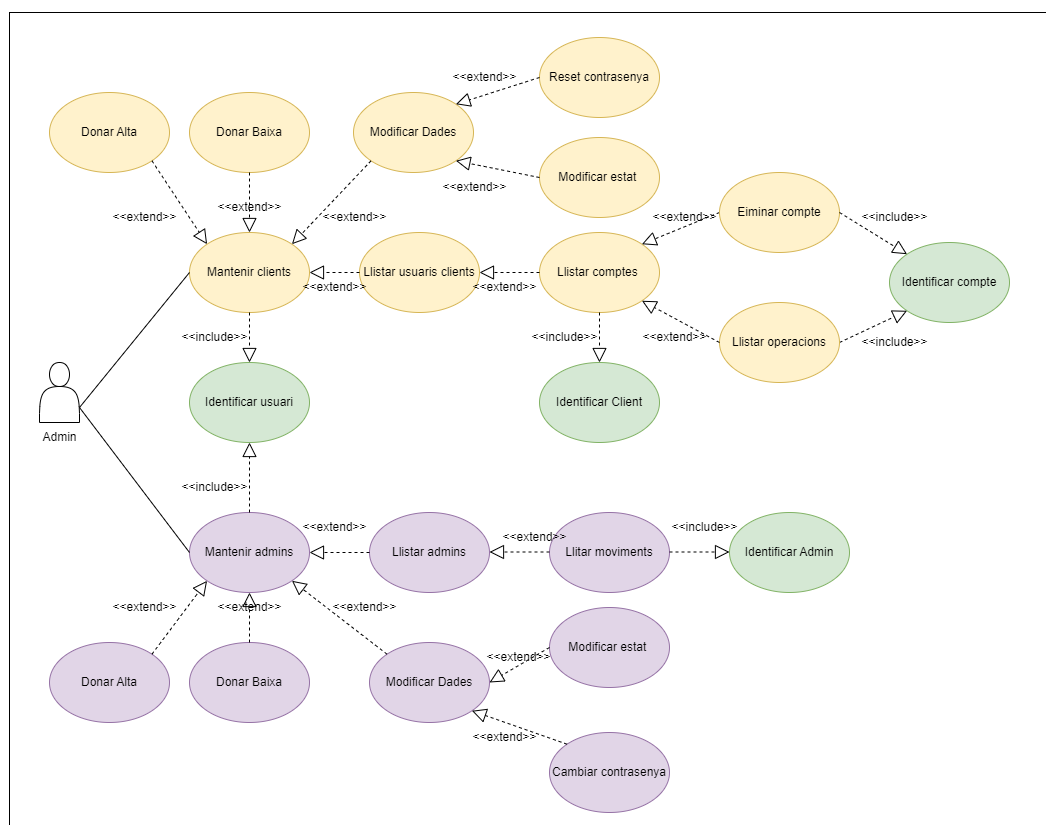 Reset contrasenya
<<extend>>
Donar Alta
Donar Baixa
Modificar Dades
Modificar estat
<<extend>>
<<extend>>
<<extend>>
<<extend>>
Eiminar compte
<<extend>>
<<include>>
Mantenir clients
Llistar usuaris clients
Llistar comptes
Identificar compte
<<extend>>
<<extend>>
<<include>>
<<include>>
<<extend>>
Llistar operacions
<<include>>
Identificar usuari
Identificar Client
Admin
<<include>>
<<extend>>
<<extend>>
<<include>>
Mantenir admins
Llistar admins
Llitar moviments
Identificar Admin
<<extend>>
<<extend>>
<<extend>>
Modificar estat
<<extend>>
Donar Alta
Donar Baixa
Modificar Dades
<<extend>>
Cambiar contrasenya